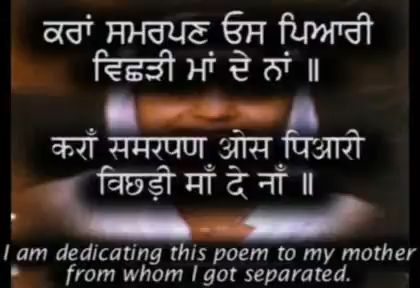 ਕਰਾਂ ਸਮਰਪਣ ਓਸ ਪਿਆਰੀ
ਵਿਛੜੀ ਮਾਂ ਦੇ ਨਾਂ ॥
कराँ समरपण ओस पिआरी
विछड़ी माँ दे नाँ ॥
I am dedicating this poem to my mother
from whom I got separated.